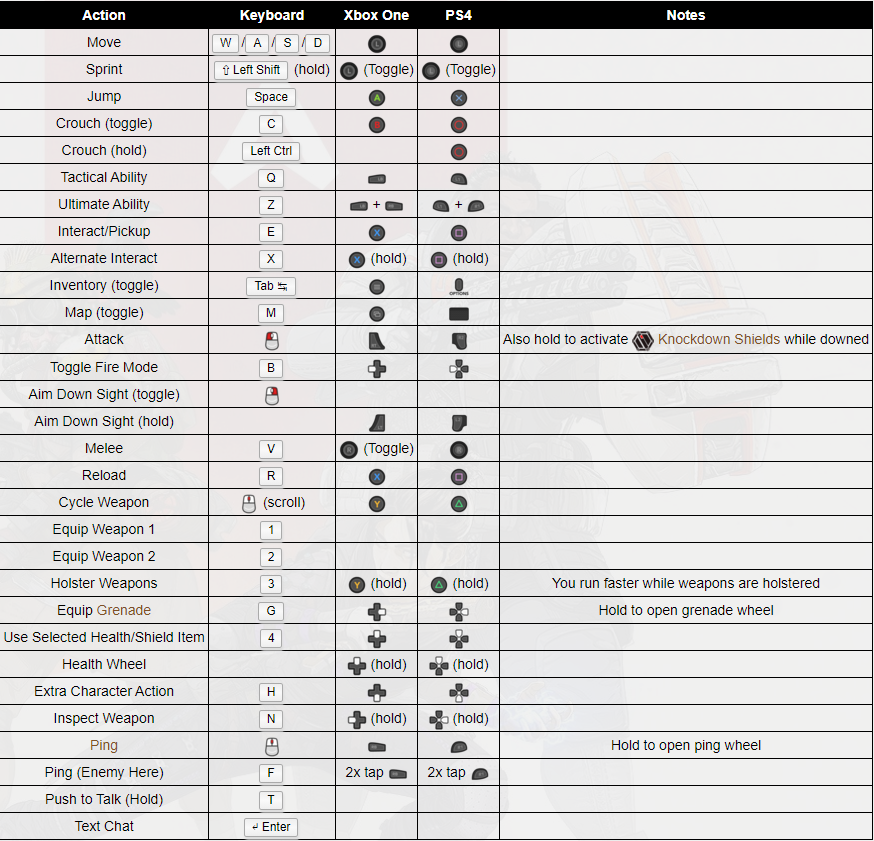 Action Keyboard Xbox One PS4 Notes
Move W / A / S / D
Sprint ⇧ Left Shift (hold) (Toggle) (Toggle)
Jump Space A
Crouch (toggle) C
Crouch (hold) Left Ctrl
Tactical Ability Q
Ultimate Ability Z + +
Interact/Pickup E X
Alternate Interact X X (hold) (hold)
Inventory (toggle) Tab ↹ OPTIONS
Map (toggle) M
Attack Also hold to activate Knockdown Shields while downed
Toggle Fire Mode B
Aim Down Sight (toggle)
Aim Down Sight (hold)
Melee V (Toggle)
Reload R X
Cycle Weapon (scroll) Y
Equip Weapon 1 1
Equip Weapon 2 2
Holster Weapons 3 Y (hold) (hold) You run faster while weapons are holstered
Equip Grenade G Hold to open grenade wheel
Use Selected Health/Shield Item 4
Health Wheel (hold) (hold)
Extra Character Action H
Inspect Weapon N (hold) (hold)
Ping Hold to open ping wheel
Ping (Enemy Here) F 2x tap 2x tap
Push to Talk (Hold) T
Text Chat ↵ Enter